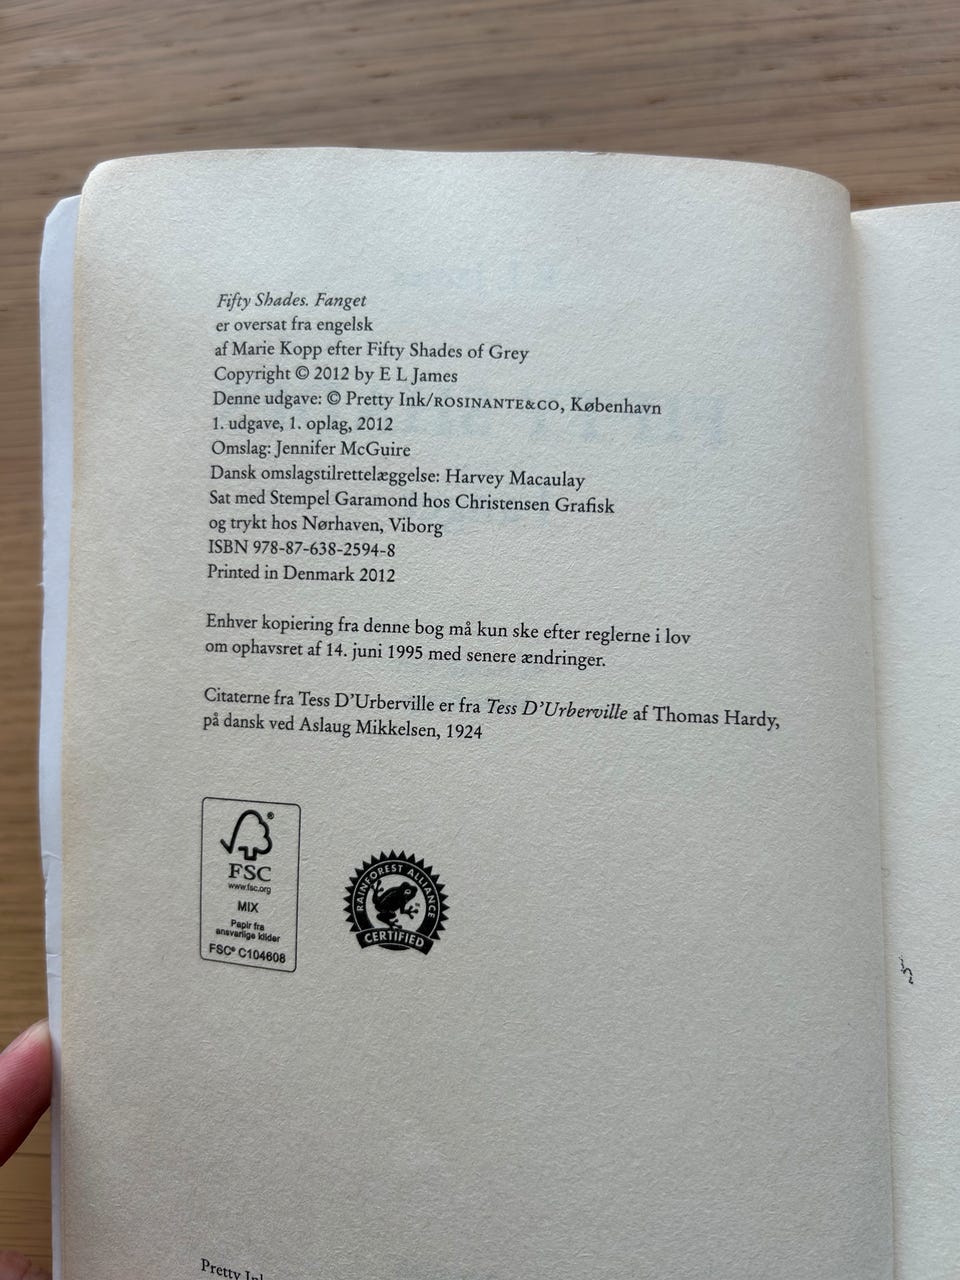 Fifty Shades. Fanget
er oversat fra engelsk
af Marie Kopp efter Fifty Shades of Grey
Copyright © 2012 by E L James
Denne udgave: © Pretty Ink/ROSINANTE&CO, København
1. udgave, 1. oplag, 2012
Omslag: Jennifer McGuire
Dansk omslagstilrettelæggelse: Harvey Macaulay
Sat med Stempel Garamond hos Christensen Grafisk
og trykt hos Nørhaven, Viborg
ISBN 978-87-638-2594-8
Printed in Denmark 2012
Enhver kopiering fra denne bog må kun ske efter reglerne i lov
om ophavsret af 14. juni 1995 med senere ændringer.
Citaterne fra Tess D'Urberville er fra Tess D'Urberville af Thomas Hardy,
på dansk ved Aslaug Mikkelsen, 1924
FSC
www.fsc.org
MIX
Papir fra
ansvarlige kilder
FSC® C104608
RAINFOREST ALLIANCE
CERTIFIED
Pretty